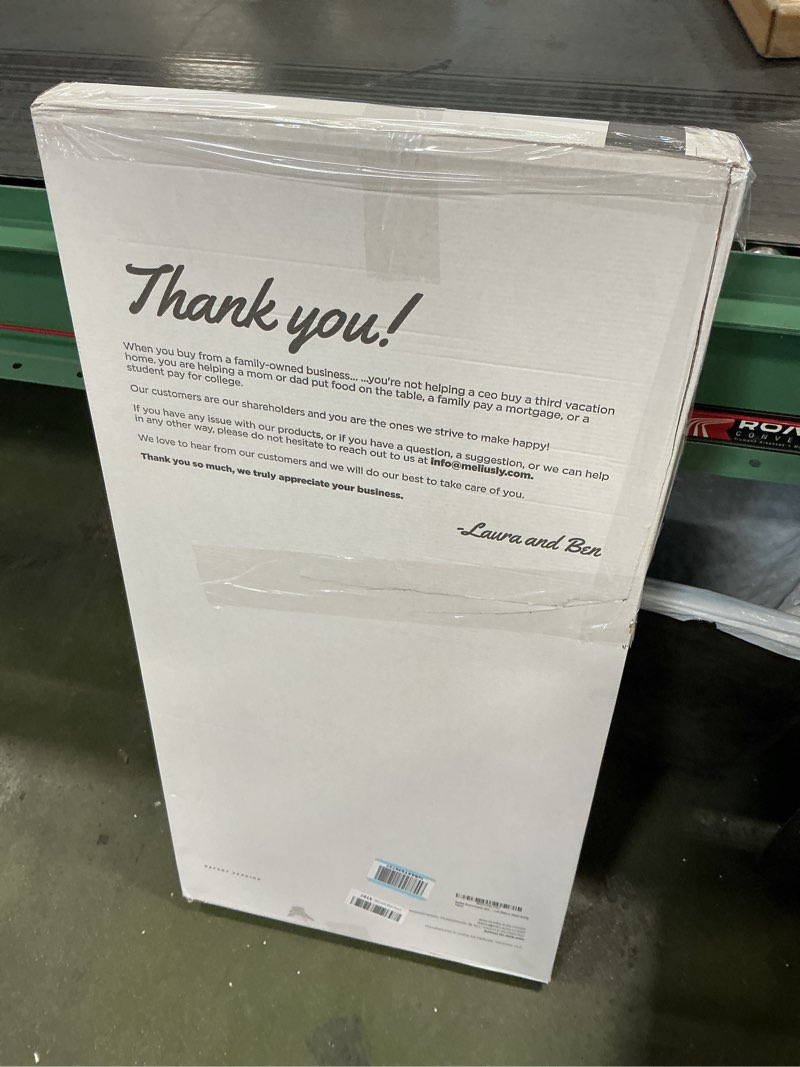 Thank you!
When you buy from a family-owned business... ...you're not helping a ceo buy a third vacation
home. you are helping a mom or dad put food on the table, a family pay a mortgage, or a
student pay for college.
Our customers are our shareholders and you are the ones we strive to make happy!
If you have any issue with our products, or if you have a question, a suggestion, or we can help
in any other way, please do not hesitate to reach out to us at info@meliusly.com.
We love to hear from our customers and we will do our best to take care of you.
Thank you so much, we truly appreciate your business.
-Laura and Ben
PATENT PENDING